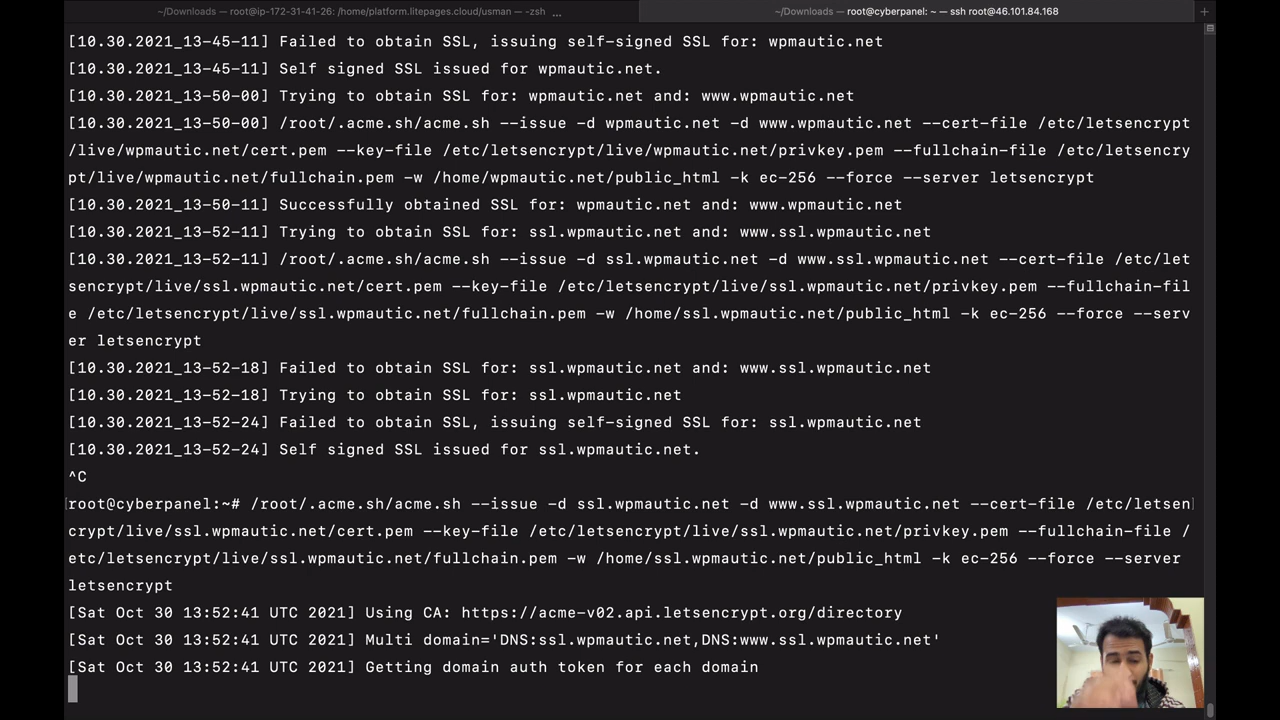 ~/Downloads — root@ip-172-31-41-26: /home/platform.litepages.cloud/usman — -zsh ...
~/Downloads — root@cyberpanel: ~ — ssh root@46.101.84.168 +
[10.30.2021_13-45-11] Failed to obtain SSL, issuing self-signed SSL for: wpmautic.net
[10.30.2021_13-45-11] Self signed SSL issued for wpmautic.net.
[10.30.2021_13-50-00] Trying to obtain SSL for: wpmautic.net and: www.wpmautic.net
[10.30.2021_13-50-00] /root/.acme.sh/acme.sh --issue -d wpmautic.net -d www.wpmautic.net --cert-file /etc/letsencrypt
/live/wpmautic.net/cert.pem --key-file /etc/letsencrypt/live/wpmautic.net/privkey.pem --fullchain-file /etc/letsencry
pt/live/wpmautic.net/fullchain.pem -w /home/wpmautic.net/public_html -k ec-256 --force --server letsencrypt
[10.30.2021_13-50-11] Successfully obtained SSL for: wpmautic.net and: www.wpmautic.net
[10.30.2021_13-52-11] Trying to obtain SSL for: ssl.wpmautic.net and: www.ssl.wpmautic.net
[10.30.2021_13-52-11] /root/.acme.sh/acme.sh --issue -d ssl.wpmautic.net -d www.ssl.wpmautic.net --cert-file /etc/let
sencrypt/live/ssl.wpmautic.net/cert.pem --key-file /etc/letsencrypt/live/ssl.wpmautic.net/privkey.pem --fullchain-fil
e /etc/letsencrypt/live/ssl.wpmautic.net/fullchain.pem -w /home/ssl.wpmautic.net/public_html -k ec-256 --force --serv
er letsencrypt
[10.30.2021_13-52-18] Failed to obtain SSL for: ssl.wpmautic.net and: www.ssl.wpmautic.net
[10.30.2021_13-52-18] Trying to obtain SSL for: ssl.wpmautic.net
[10.30.2021_13-52-24] Failed to obtain SSL, issuing self-signed SSL for: ssl.wpmautic.net
[10.30.2021_13-52-24] Self signed SSL issued for ssl.wpmautic.net.
^C
root@cyberpanel:~# /root/.acme.sh/acme.sh --issue -d ssl.wpmautic.net -d www.ssl.wpmautic.net --cert-file /etc/letsen
crypt/live/ssl.wpmautic.net/cert.pem --key-file /etc/letsencrypt/live/ssl.wpmautic.net/privkey.pem --fullchain-file /
etc/letsencrypt/live/ssl.wpmautic.net/fullchain.pem -w /home/ssl.wpmautic.net/public_html -k ec-256 --force --server
letsencrypt
[Sat Oct 30 13:52:41 UTC 2021] Using CA: https://acme-v02.api.letsencrypt.org/directory
[Sat Oct 30 13:52:41 UTC 2021] Multi domain='DNS:ssl.wpmautic.net,DNS:www.ssl.wpmautic.net'
[Sat Oct 30 13:52:41 UTC 2021] Getting domain auth token for each domain